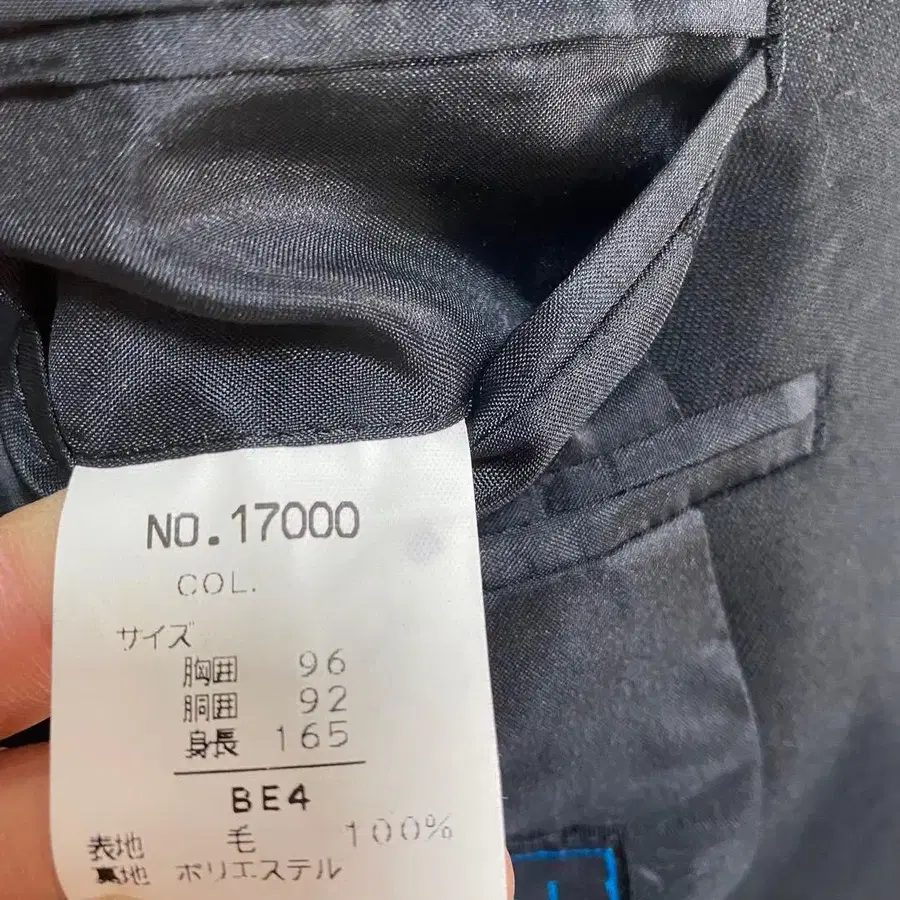 NO.17000
COL.
サイズ
胸囲 96
胴囲 92
身長 165
BE4
表地 毛 100%
裏地 ポリエステル